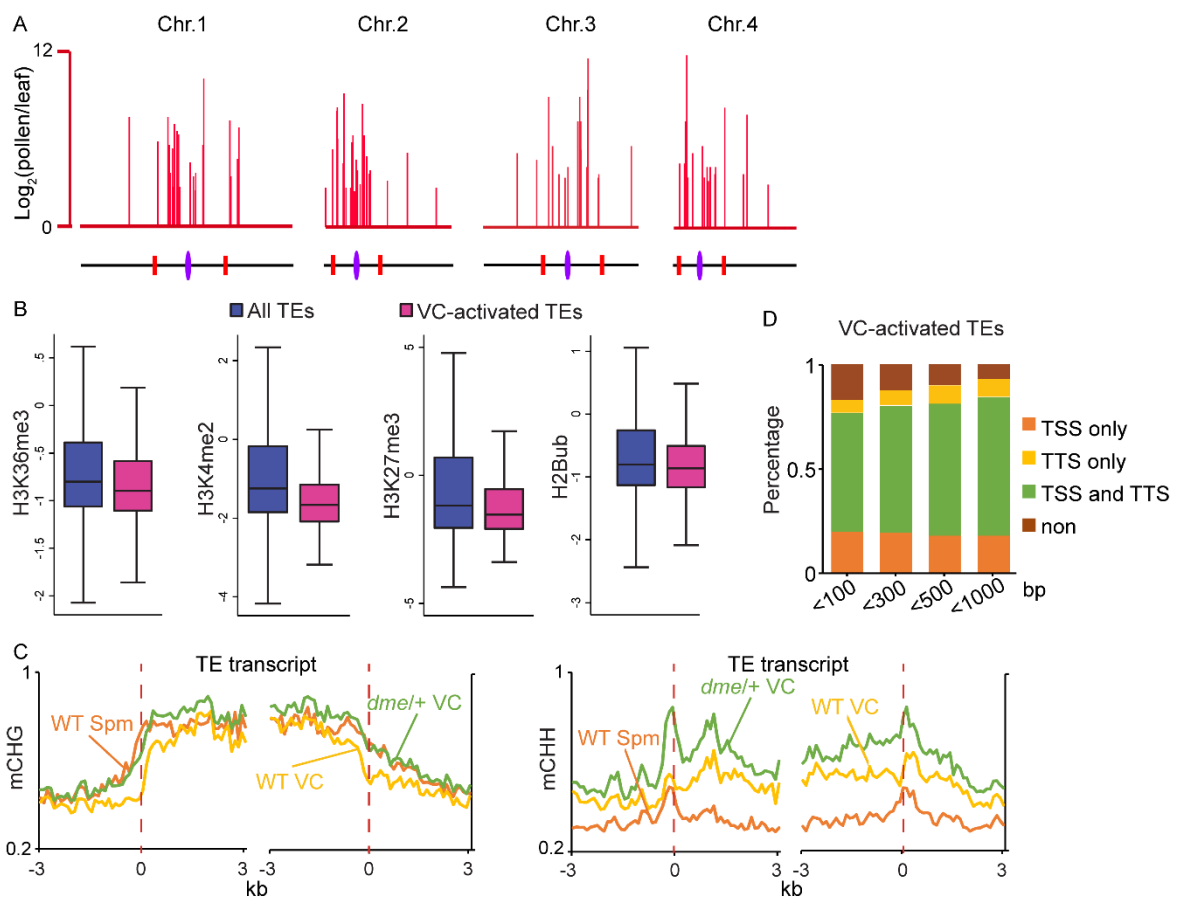 A
Chr.1
Chr.2
Chr.3
Chr.4
12
0
Log2(pollen/leaf)
B
All TEs
VC-activated TEs
H3K36me3
.5
0
-.5
-1
-1.5
-2
H3K4me2
2
0
-2
-4
H3K27me3
5
0
-5
H2Bub
1
0
-1
-2
-3
D
VC-activated TEs
Percentage
1
0.5
0
<100
<300
<500
<1000
bp
TSS only
TTS only
TSS and TTS
non
C
TE transcript
mCHG
1
0.2
WT Spm
dme/+ VC
WT VC
-3
0
3
-3
0
3
kb
TE transcript
mCHH
1
0.2
dme/+ VC
WT Spm
WT VC
-3
0
3
-3
0
3
kb